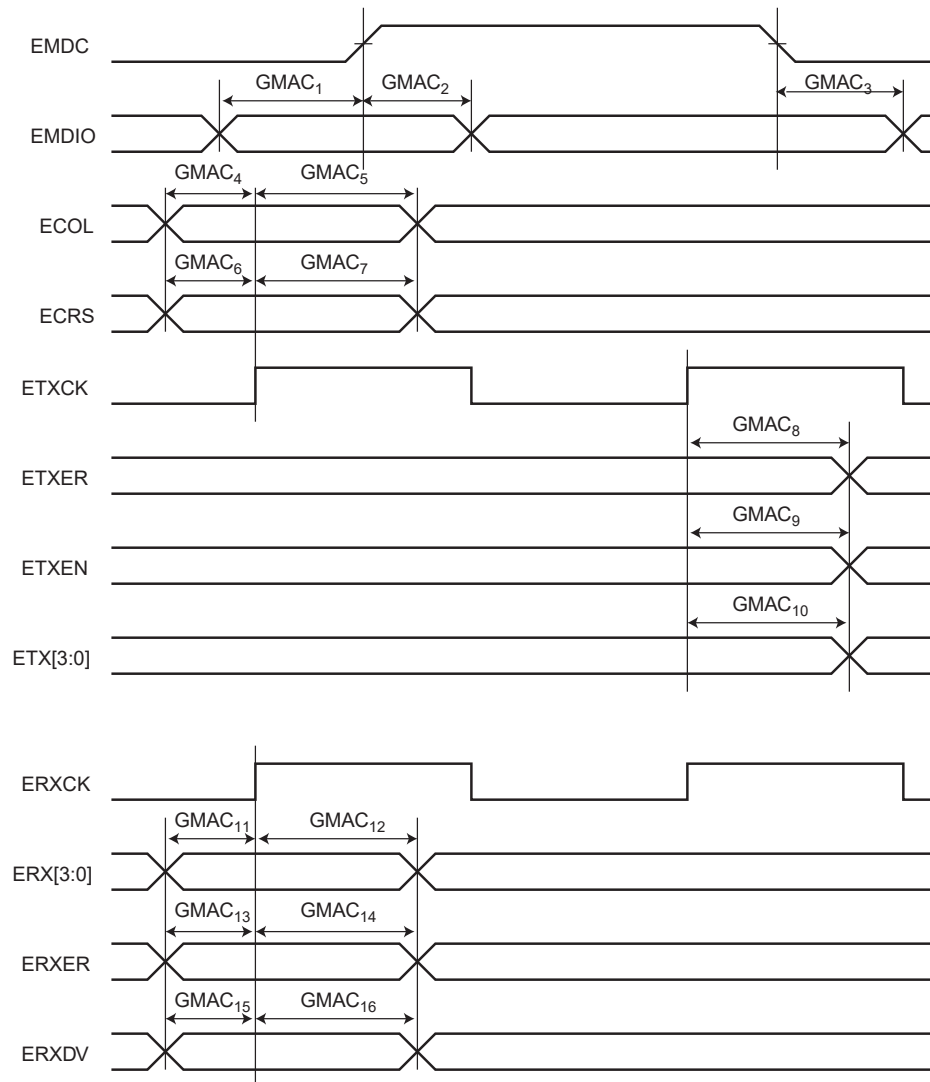 EMDC
GMAC1 GMAC2 GMAC3
EMDIO
GMAC4 GMAC5
ECOL
GMAC6 GMAC7
ECRS
ETXCK
GMAC8
ETXER
GMAC9
ETXEN
GMAC10
ETX[3:0]
ERXCK
GMAC11 GMAC12
ERX[3:0]
GMAC13 GMAC14
ERXER
GMAC15 GMAC16
ERXDV